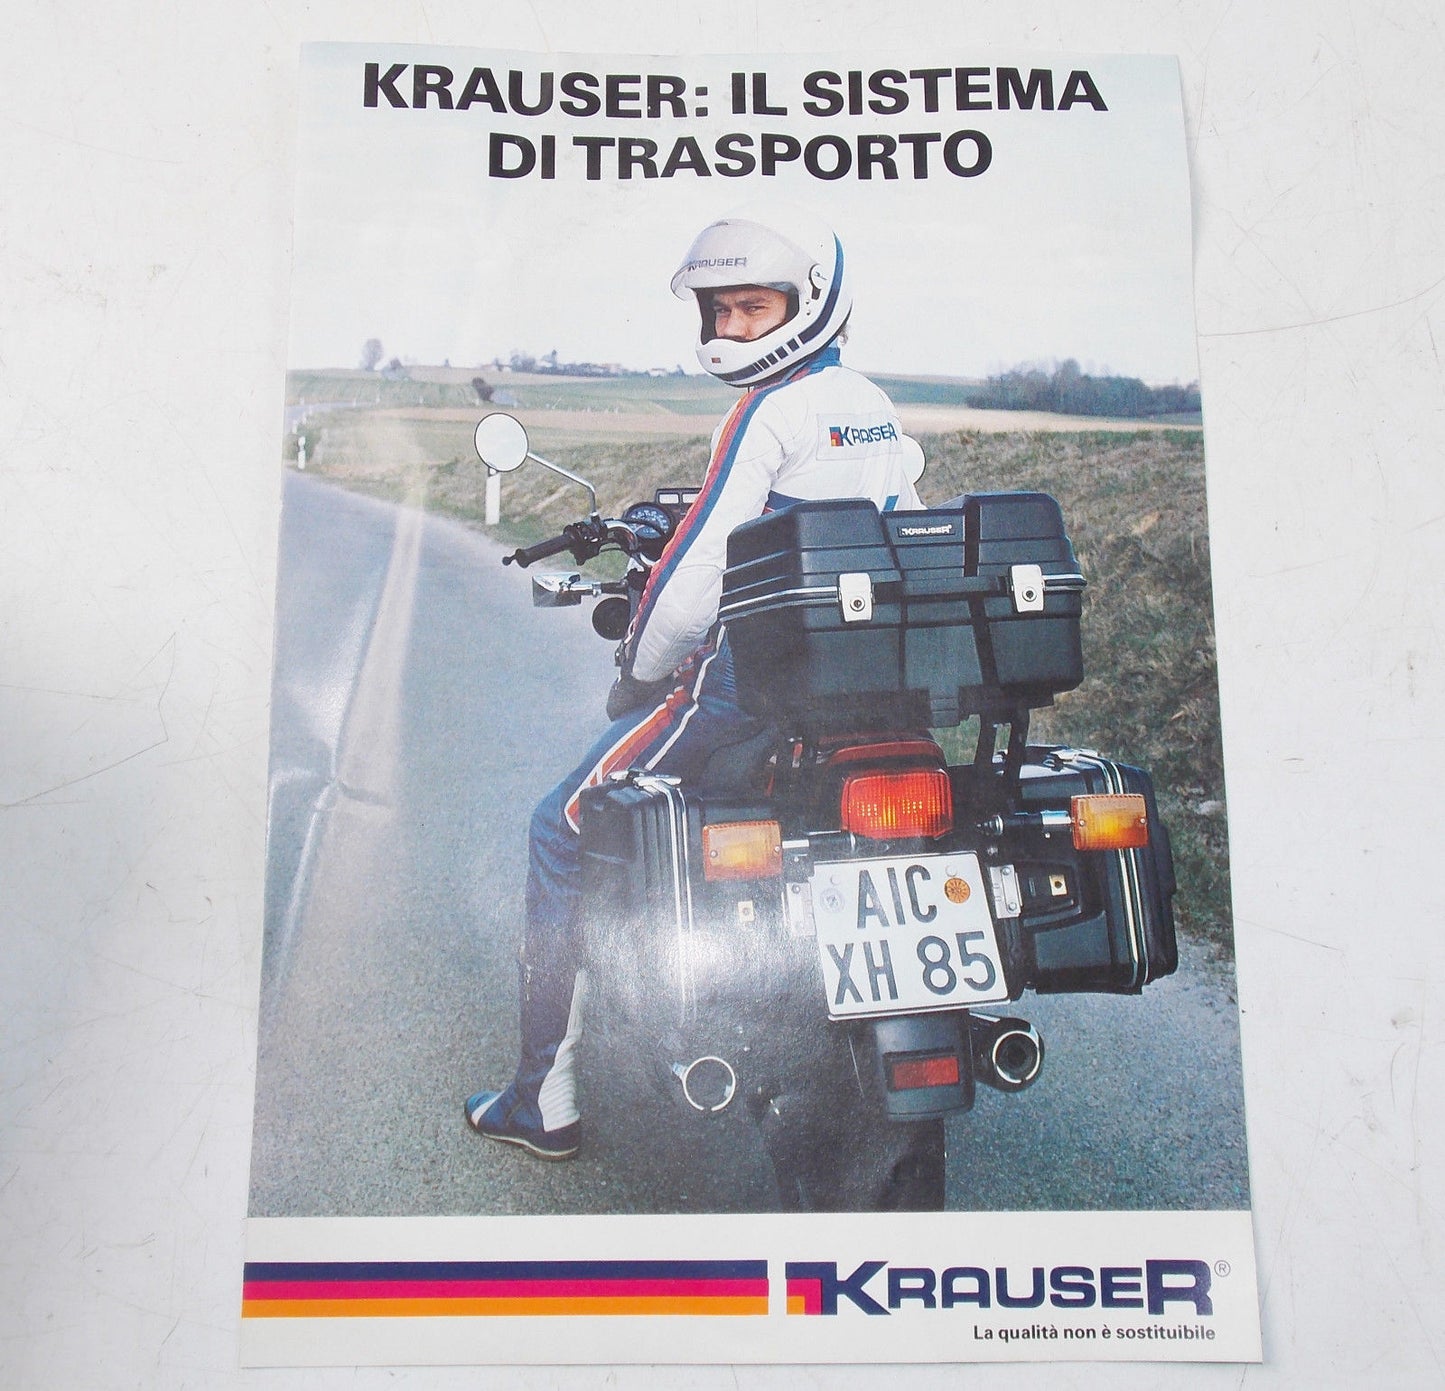 KRAUSER: IL SISTEMA
DI TRASPORTO
KRAUSER
KRAUSER
KRAUSER
AIC
XH 85
KRAUSER®
La qualità non è sostituibile